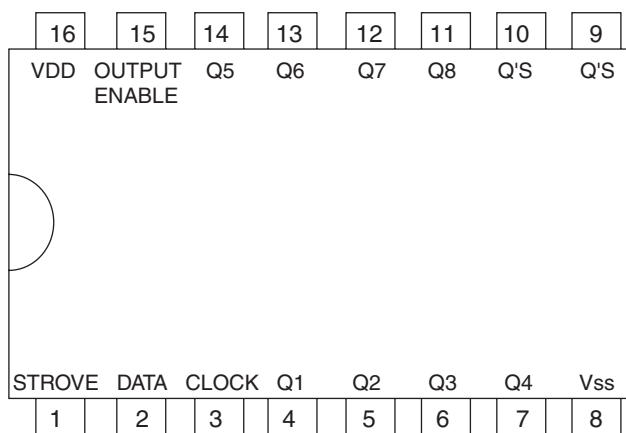 16 15 14 13 12 11 10 9
VDD OUTPUT Q5 Q6 Q7 Q8 Q'S Q'S
ENABLE
STROVE DATA CLOCK Q1 Q2 Q3 Q4 Vss
1 2 3 4 5 6 7 8